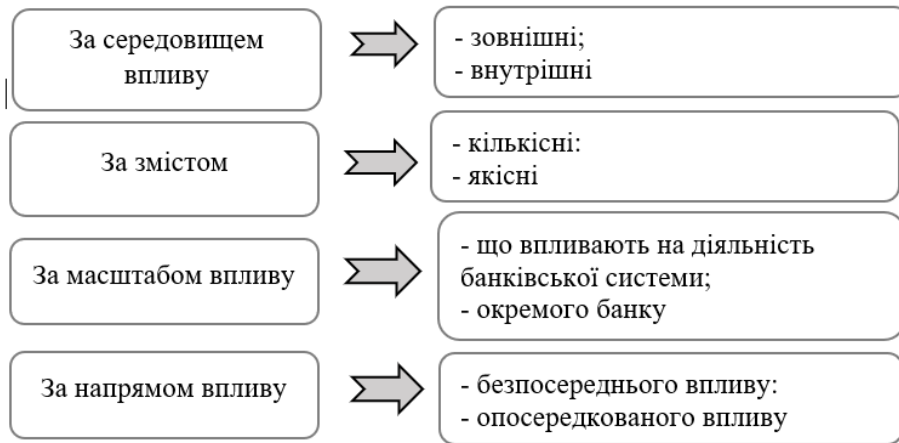 За середовищем
впливу
- зовнішні;
- внутрішні
За змістом
- кількісні:
- якісні
За масштабом впливу
- що впливають на діяльність
банківської системи;
- окремого банку
За напрямом впливу
- безпосереднього впливу:
- опосередкованого впливу